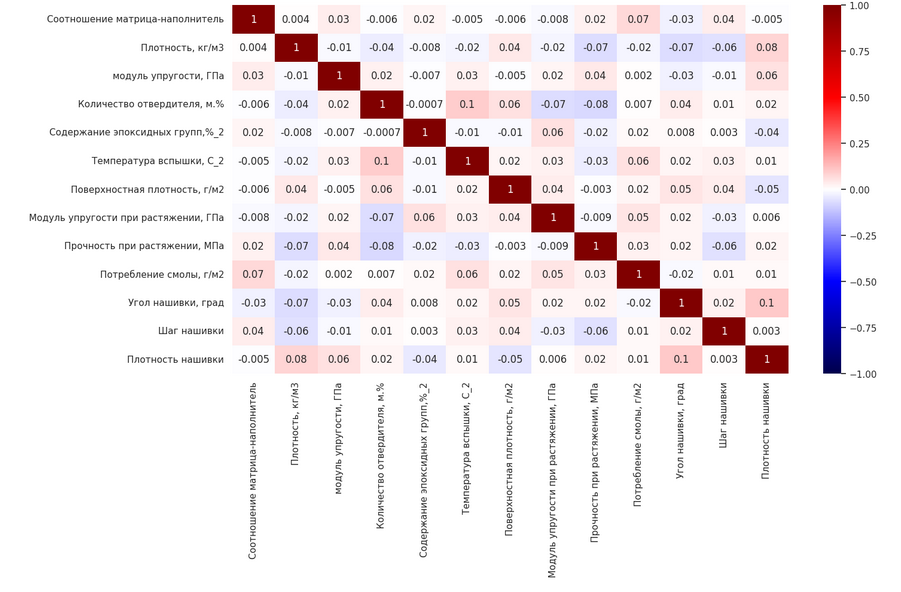 Соотношение матрица-наполнитель 1 0.004 0.03 -0.006 0.02 -0.005 -0.006 -0.008 0.02 0.07 -0.03 0.04 -0.005
Плотность, кг/м3 0.004 1 -0.01 -0.04 -0.008 -0.02 0.04 -0.02 -0.07 -0.02 -0.07 -0.06 0.08
модуль упругости, ГПа 0.03 -0.01 1 0.02 -0.007 0.03 -0.005 0.02 0.04 0.002 -0.03 -0.01 0.06
Количество отвердителя, м.% -0.006 -0.04 0.02 1 -0.0007 0.1 0.06 -0.07 -0.08 0.007 0.04 0.01 0.02
Содержание эпоксидных групп,%_2 0.02 -0.008 -0.007 -0.0007 1 -0.01 -0.01 0.06 -0.02 0.02 0.008 0.003 -0.04
Температура вспышки, С_2 -0.005 -0.02 0.03 0.1 -0.01 1 0.02 0.03 -0.03 0.06 0.02 0.03 0.01
Поверхностная плотность, г/м2 -0.006 0.04 -0.005 0.06 -0.01 0.02 1 0.04 -0.003 0.02 0.05 0.04 -0.05
Модуль упругости при растяжении, ГПа -0.008 -0.02 0.02 -0.07 0.06 0.03 0.04 1 -0.009 0.05 0.02 -0.03 0.006
Прочность при растяжении, МПа 0.02 -0.07 0.04 -0.08 -0.02 -0.03 -0.003 -0.009 1 0.03 0.02 -0.06 0.02
Потребление смолы, г/м2 0.07 -0.02 0.002 0.007 0.02 0.06 0.02 0.05 0.03 1 -0.02 0.01 0.01
Угол нашивки, град -0.03 -0.07 -0.03 0.04 0.008 0.02 0.05 0.02 0.02 -0.02 1 0.02 0.1
Шаг нашивки 0.04 -0.06 -0.01 0.01 0.003 0.03 0.04 -0.03 -0.06 0.01 0.02 1 0.003
Плотность нашивки -0.005 0.08 0.06 0.02 -0.04 0.01 -0.05 0.006 0.02 0.01 0.1 0.003 1
Соотношение матрица-наполнитель
Плотность, кг/м3
модуль упругости, ГПа
Количество отвердителя, м.%
Содержание эпоксидных групп,%_2
Температура вспышки, С_2
Поверхностная плотность, г/м2
Модуль упругости при растяжении, ГПа
Прочность при растяжении, МПа
Потребление смолы, г/м2
Угол нашивки, град
Шаг нашивки
Плотность нашивки
1.00
0.75
0.50
0.25
0.00
−0.25
−0.50
−0.75
−1.00